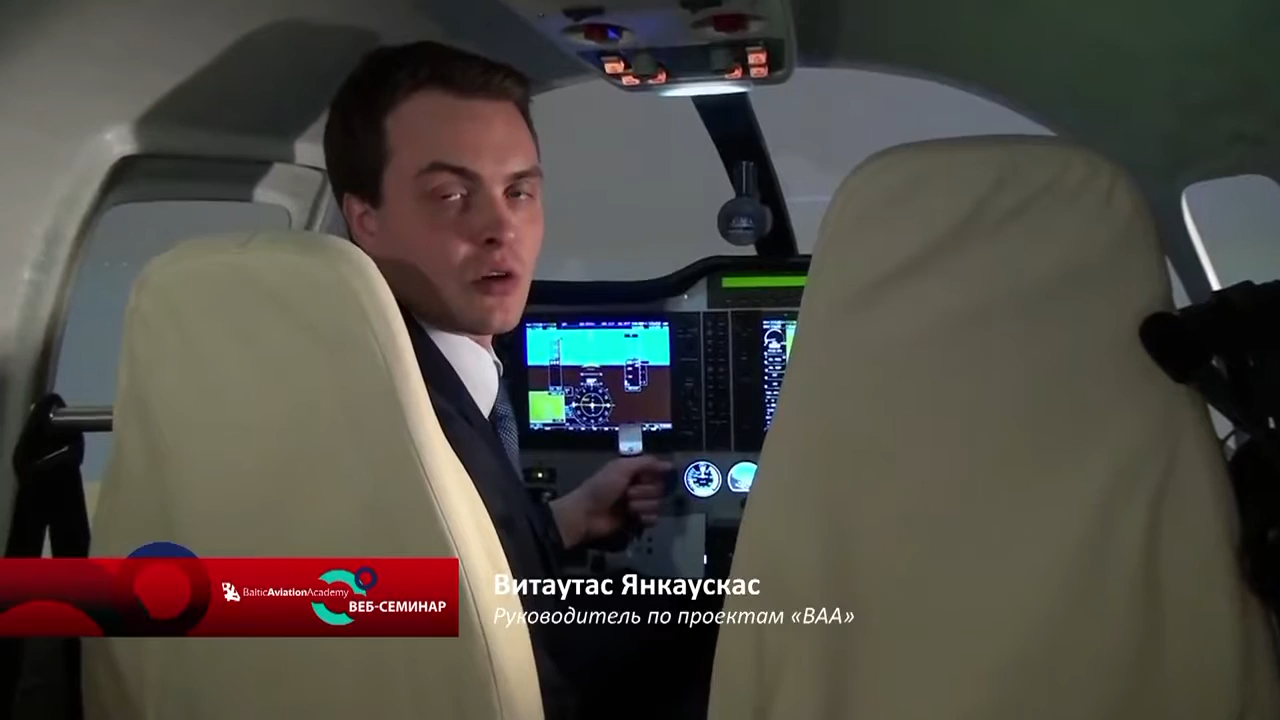 BalticAviationAcademy
ВЕБ-СЕМИНАР
Витаутас Янкаускас
Руководитель по проектам «BAA»